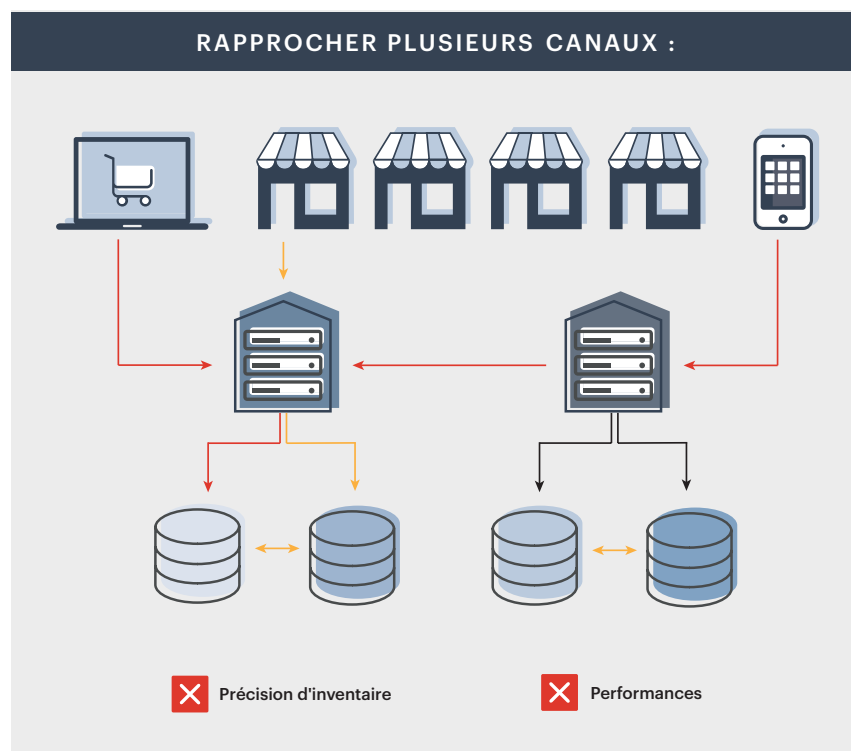 RAPPROCHER PLUSIEURS CANAUX :
Précision d'inventaire
Performances